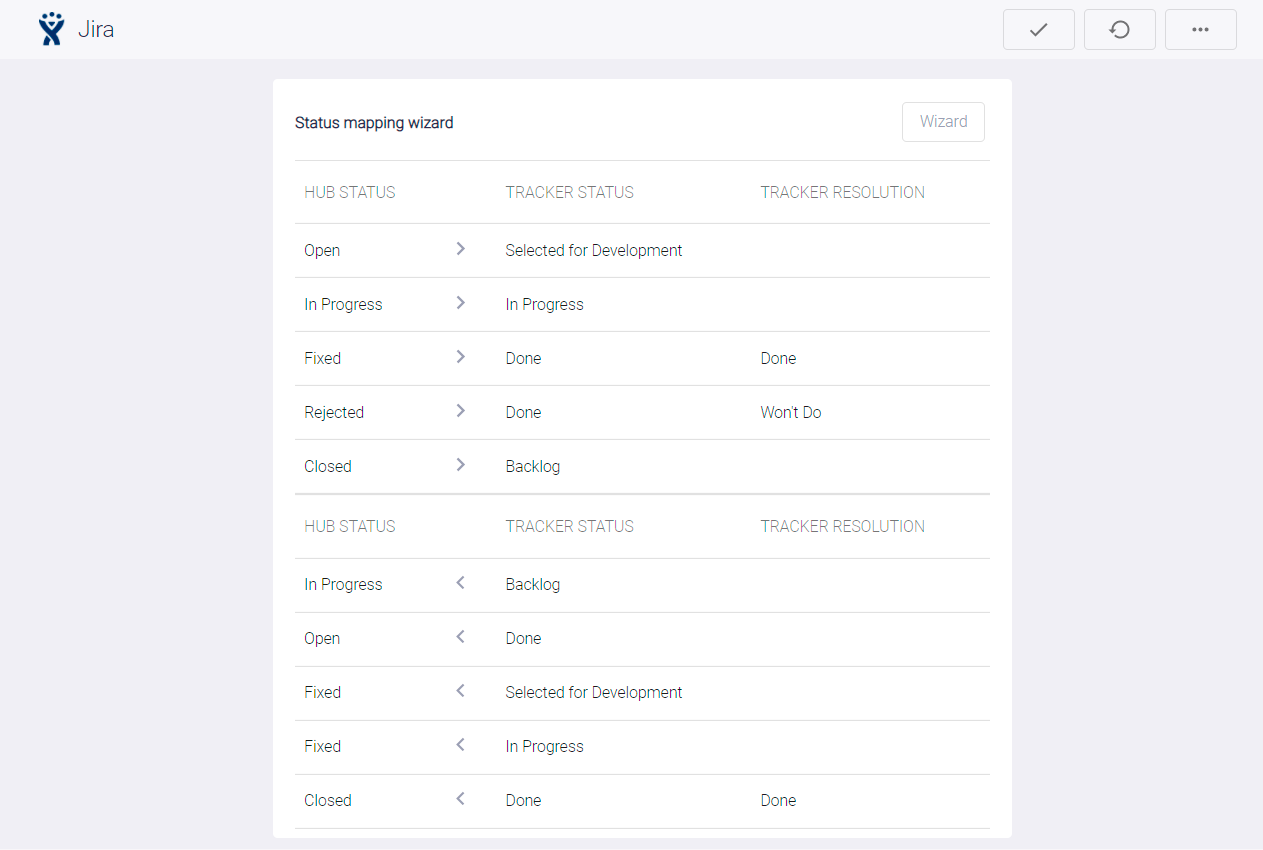 Jira
Status mapping wizard
Wizard
HUB STATUS TRACKER STATUS TRACKER RESOLUTION
Open Selected for Development
In Progress In Progress
Fixed Done Done
Rejected Done Won't Do
Closed Backlog
HUB STATUS TRACKER STATUS TRACKER RESOLUTION
In Progress Backlog
Open Done
Fixed Selected for Development
Fixed In Progress
Closed Done Done